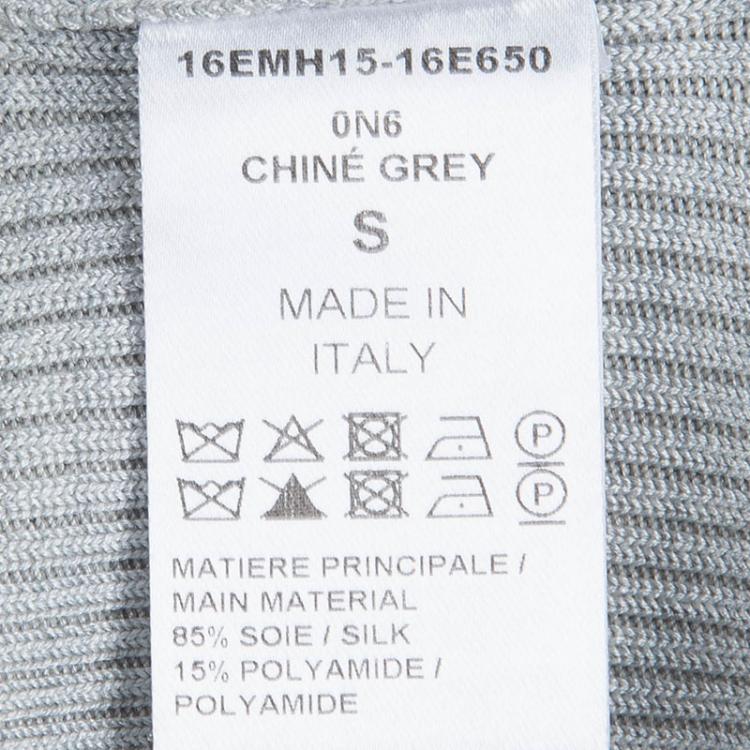 16EMH15-16E650
0N6
CHINÉ GREY
S
MADE IN
ITALY
P
P
MATIERE PRINCIPALE /
MAIN MATERIAL
85% SOIE / SILK
15% POLYAMIDE /
POLYAMIDE